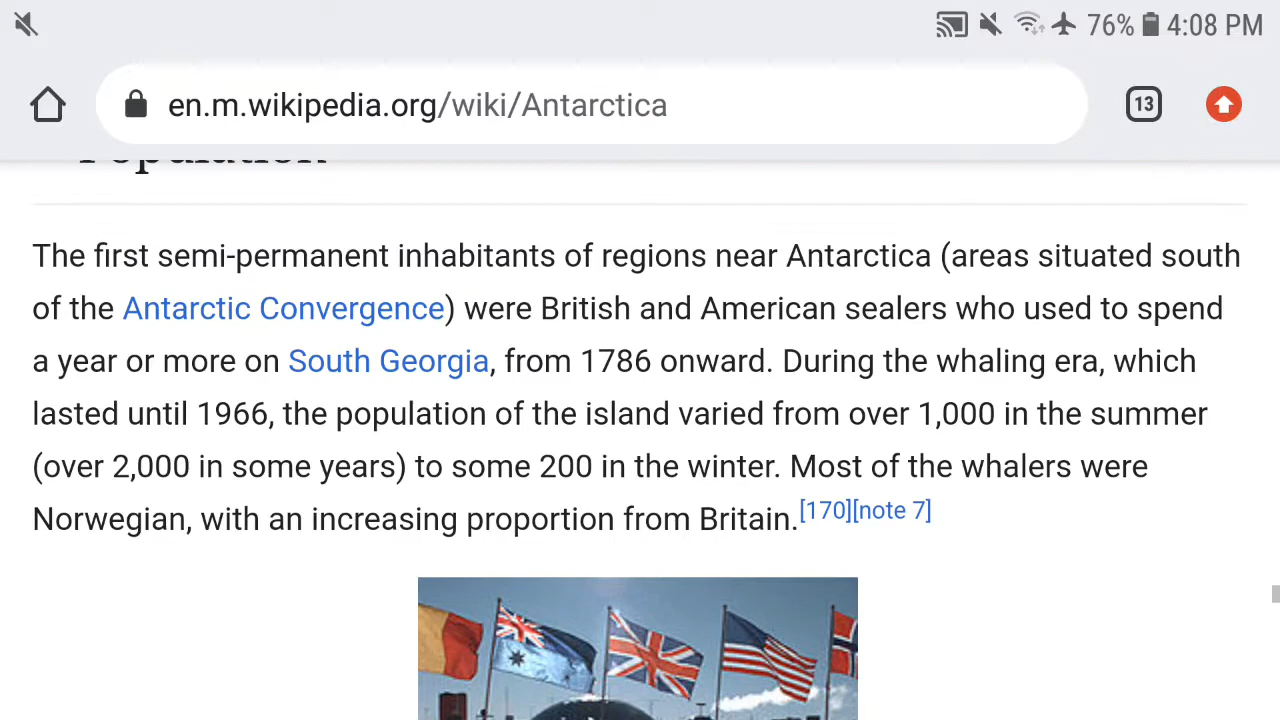 76% 4:08 PM
en.m.wikipedia.org/wiki/Antarctica
13
Population
The first semi-permanent inhabitants of regions near Antarctica (areas situated south
of the Antarctic Convergence) were British and American sealers who used to spend
a year or more on South Georgia, from 1786 onward. During the whaling era, which
lasted until 1966, the population of the island varied from over 1,000 in the summer
(over 2,000 in some years) to some 200 in the winter. Most of the whalers were
Norwegian, with an increasing proportion from Britain.[170][note 7]